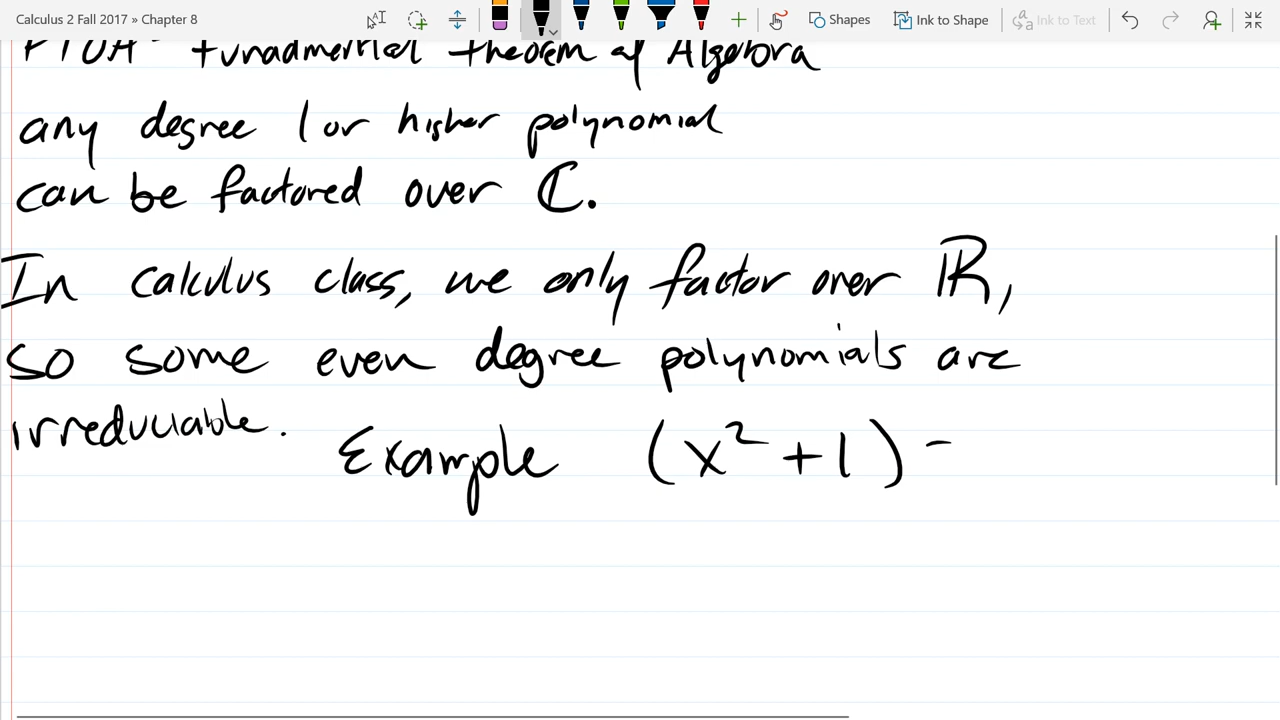 Calculus 2 Fall 2017 » Chapter 8
Shapes
Ink to Shape
Ink to Text
FTOA - fundamental theorem of Algebra
any degree 1 or higher polynomial
can be factored over ℂ.
In calculus class, we only factor over ℝ,
so some even degree polynomials are
irreduciable. Example (x² + 1) -